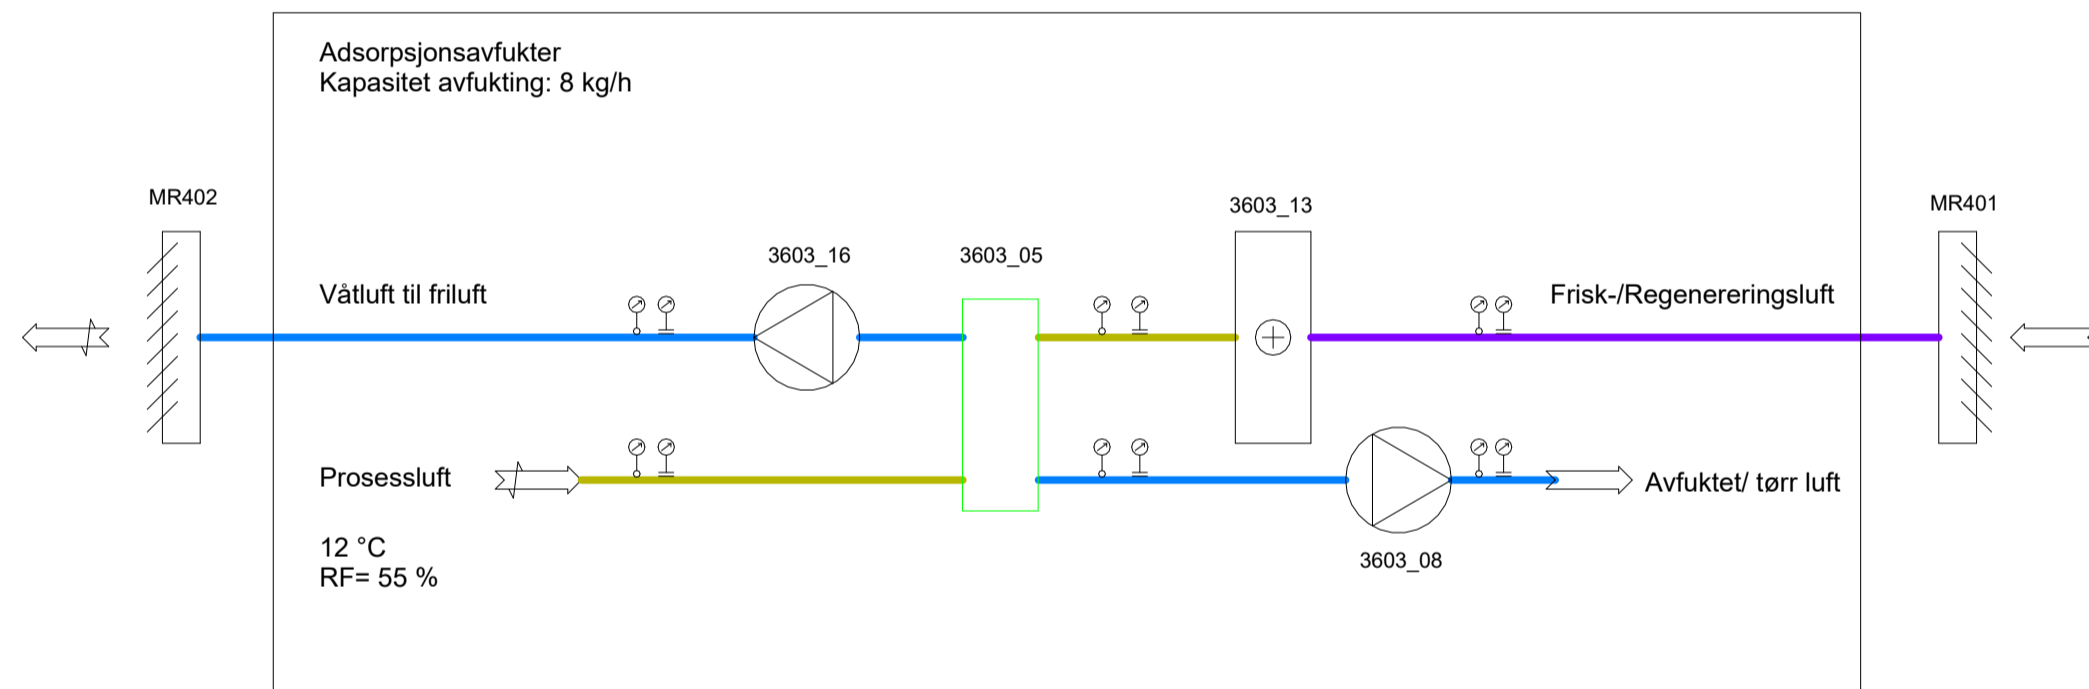 Adsorpsjonsavfukter
Kapasitet avfukting: 8 kg/h
MR402
3603_13
MR401
3603_16
3603_05
Våtluft til friluft
Frisk-/Regenereringsluft
Prosessluft
Avfuktet/ tørr luft
12 °C
RF= 55 %
3603_08